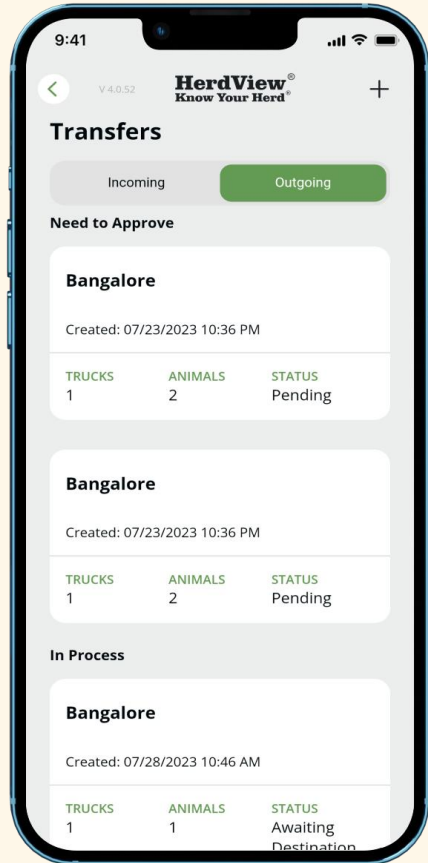 9:41
V 4.0.52
HerdView®
Know Your Herd®
+
Transfers
Incoming Outgoing
Need to Approve
Bangalore
Created: 07/23/2023 10:36 PM
TRUCKS ANIMALS STATUS
1 2 Pending
Bangalore
Created: 07/23/2023 10:36 PM
TRUCKS ANIMALS STATUS
1 2 Pending
In Process
Bangalore
Created: 07/28/2023 10:46 AM
TRUCKS ANIMALS STATUS
1 1 Awaiting
Destination